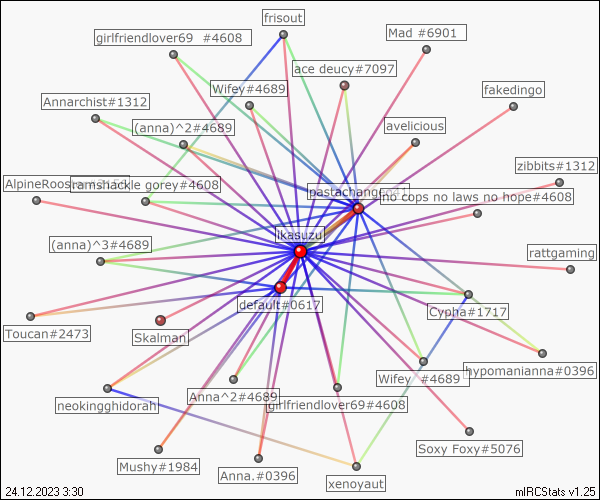 frisout
girlfriendlover69 #4608
Mad #6901
ace deucy#7097
Wifey#4689
fakedingo
Annarchist#1312
(anna)^2#4689
avelicious
zibbits#1312
ramshackle gorey#4608
no cops no laws no hope#4608
ikasuzu
(anna)^3#4689
rattgaming
default#0617
Cypha#1717
Toucan#2473
Skalman
hypomanianna#0396
Wifey #4689
Anna^2#4689
neokingghidorah
girlfriendlover69#4608
Soxy Foxy#5076
Mushy#1984
Anna.#0396
xenoyaut
24.12.2023 3:30
mIRCStats v1.25